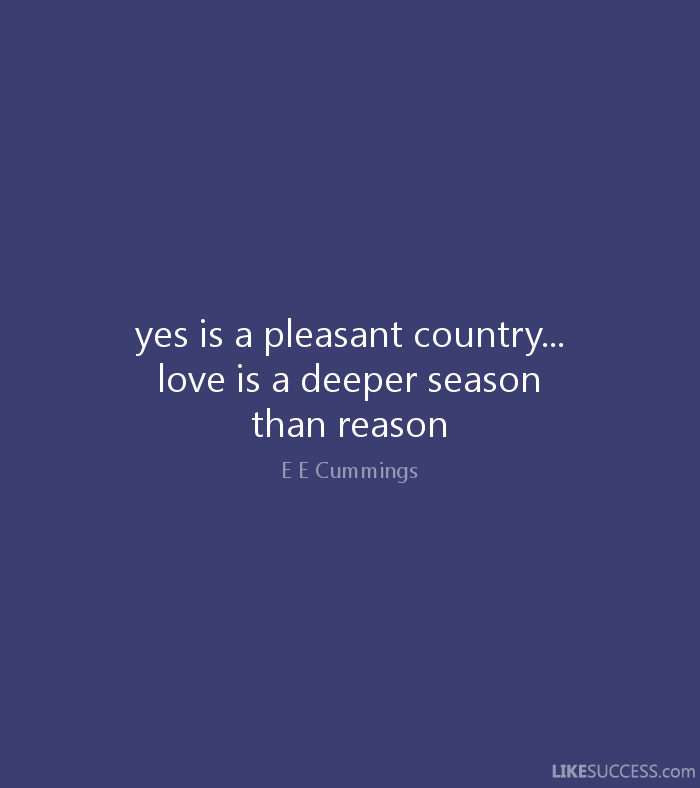 yes is a pleasant country...
love is a deeper season
than reason
E E Cummings
LIKESUCCESS.com